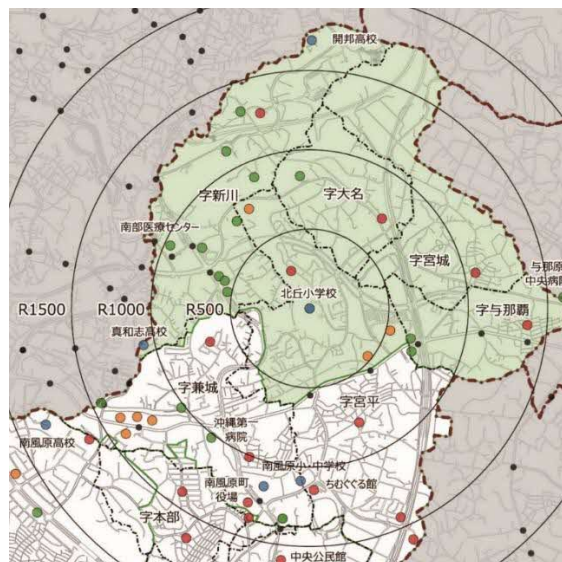 開邦高校
字新川
字大名
南部医療センター
字宮城
与那原
中央病院
北丘小学校
R1500
R1000
R500
字与那覇
真和志高校
字兼城
字宮平
沖縄第一
病院
南風原高校
南風原小・中学校
南風原町
役場
ちむぐぐる館
字本部
中央公民館